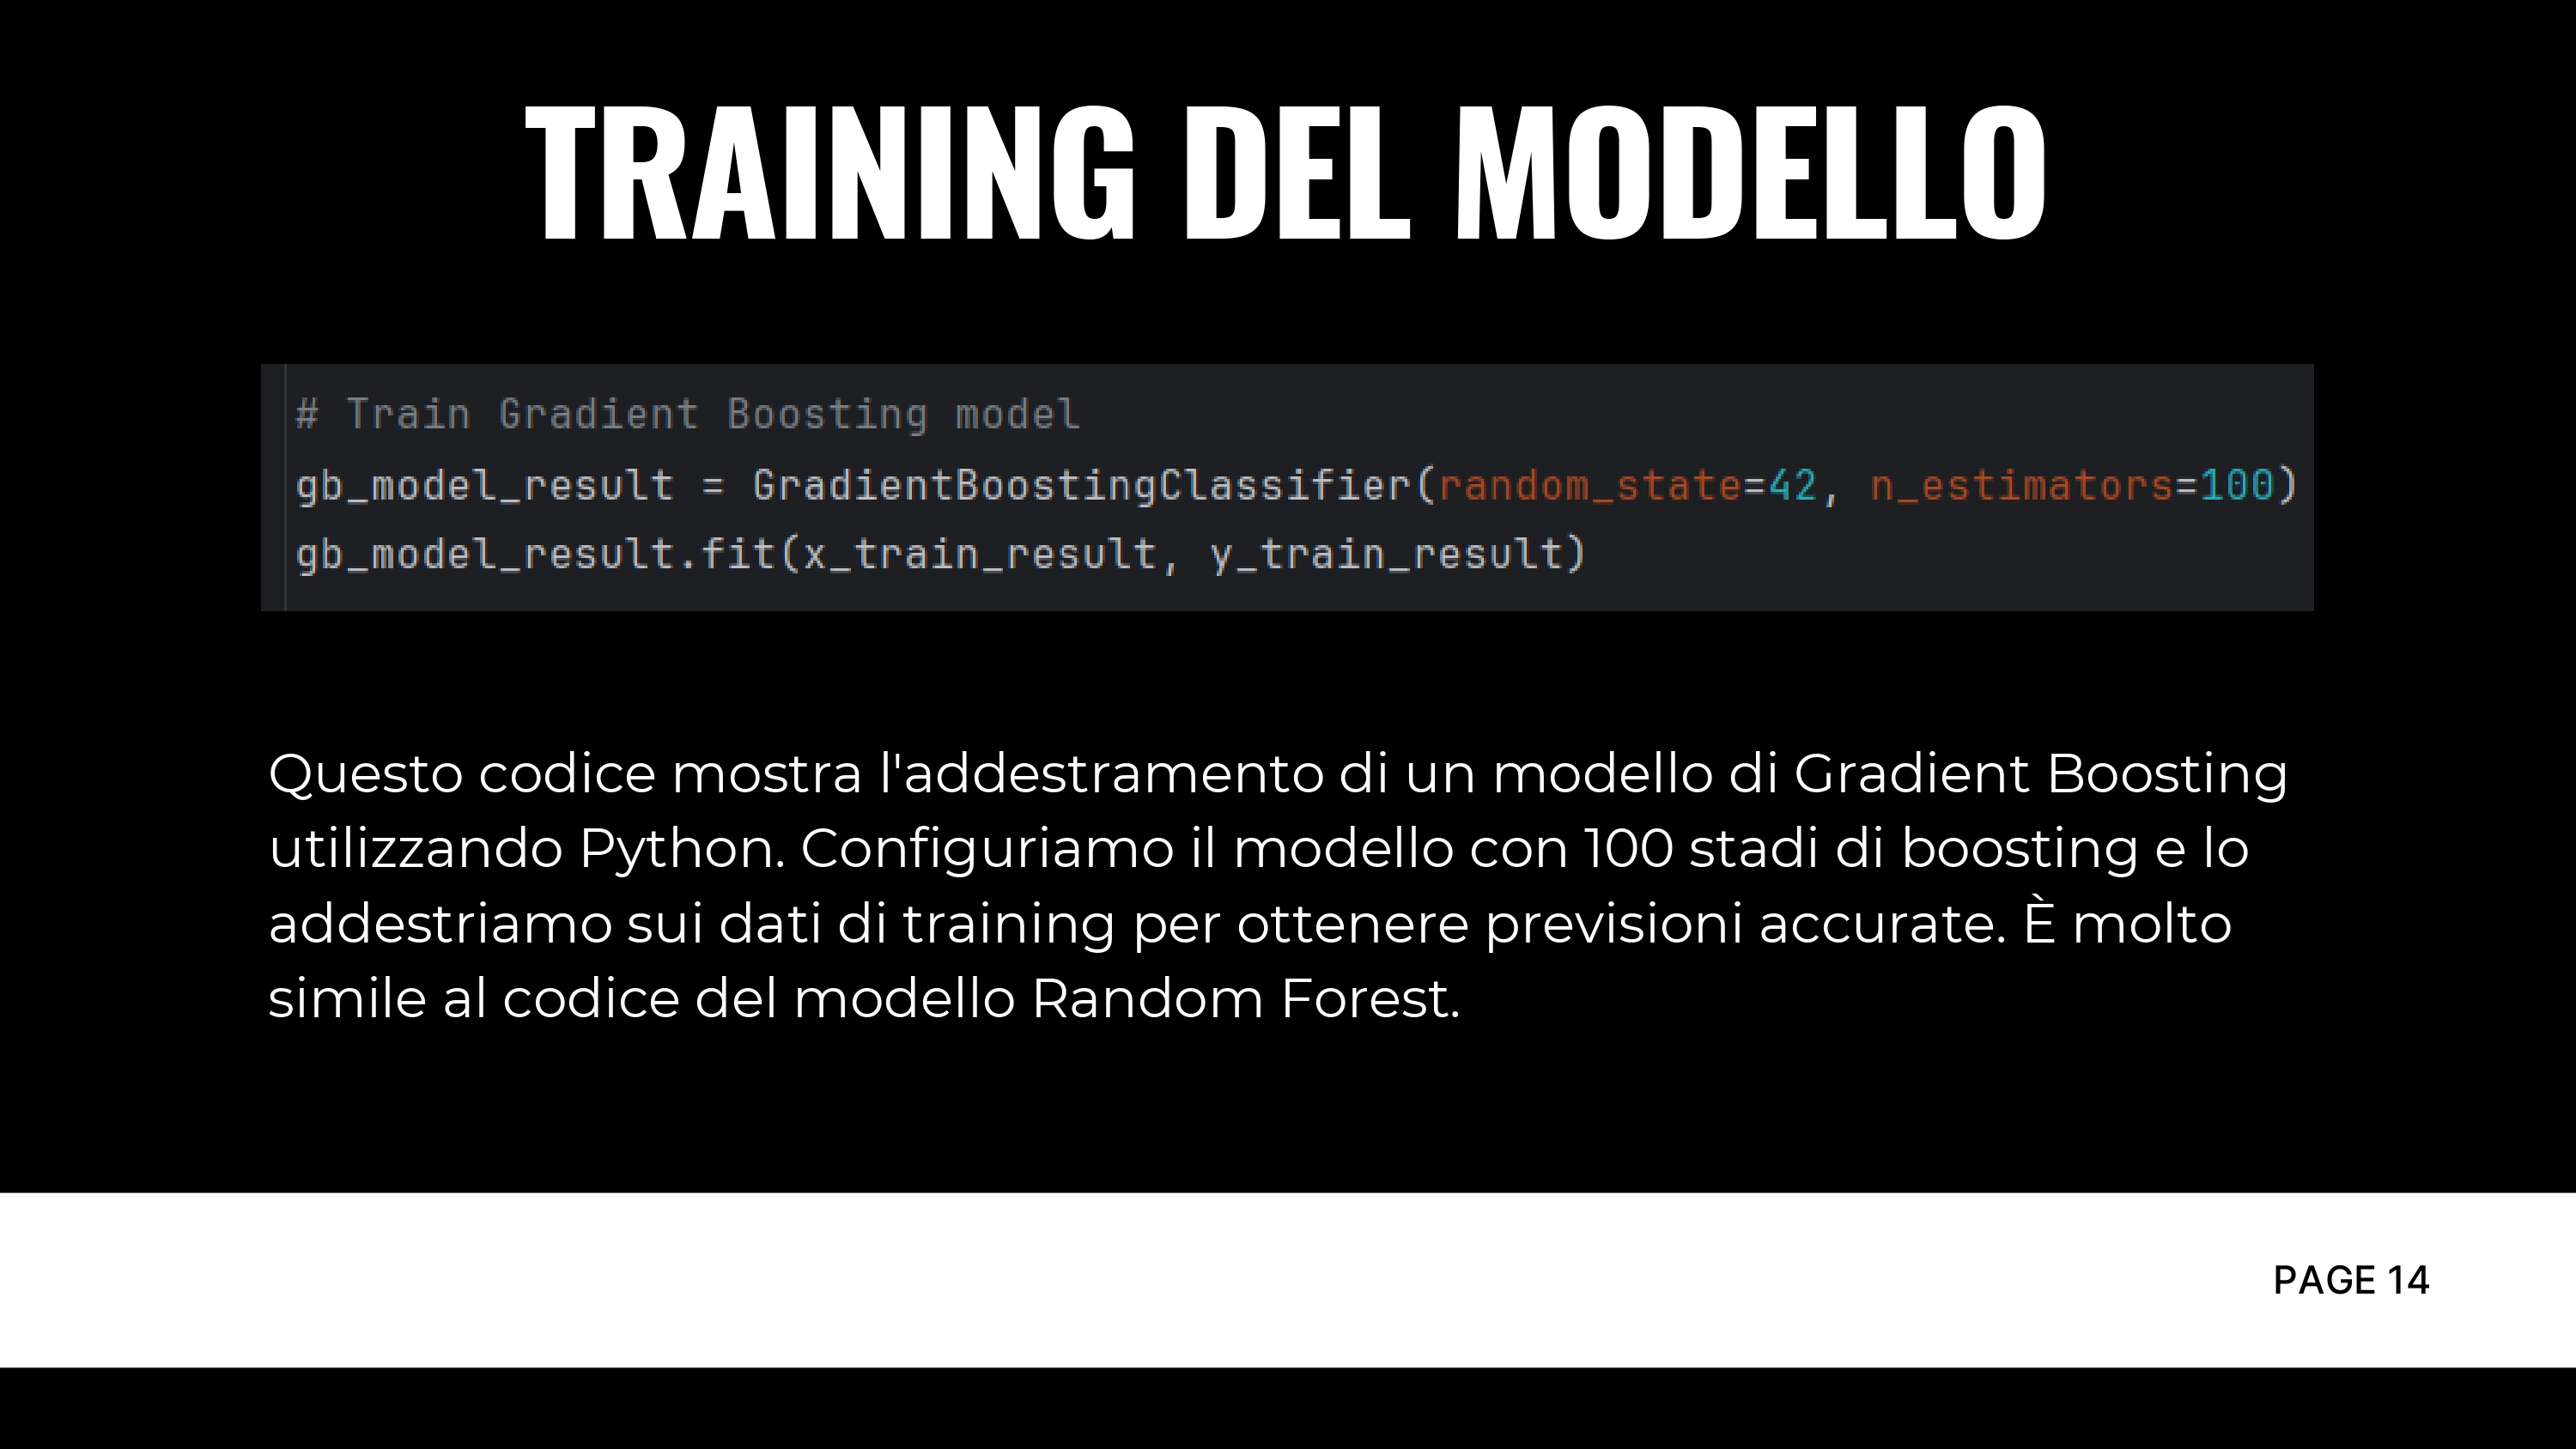 TRAINING DEL MODELLO
# Train Gradient Boosting model
gb_model_result = GradientBoostingClassifier(random_state=42, n_estimators=100)
gb_model_result.fit(x_train_result, y_train_result)
Questo codice mostra l'addestramento di un modello di Gradient Boosting
utilizzando Python. Configuriamo il modello con 100 stadi di boosting e lo
addestriamo sui dati di training per ottenere previsioni accurate. È molto
simile al codice del modello Random Forest.
PAGE 14